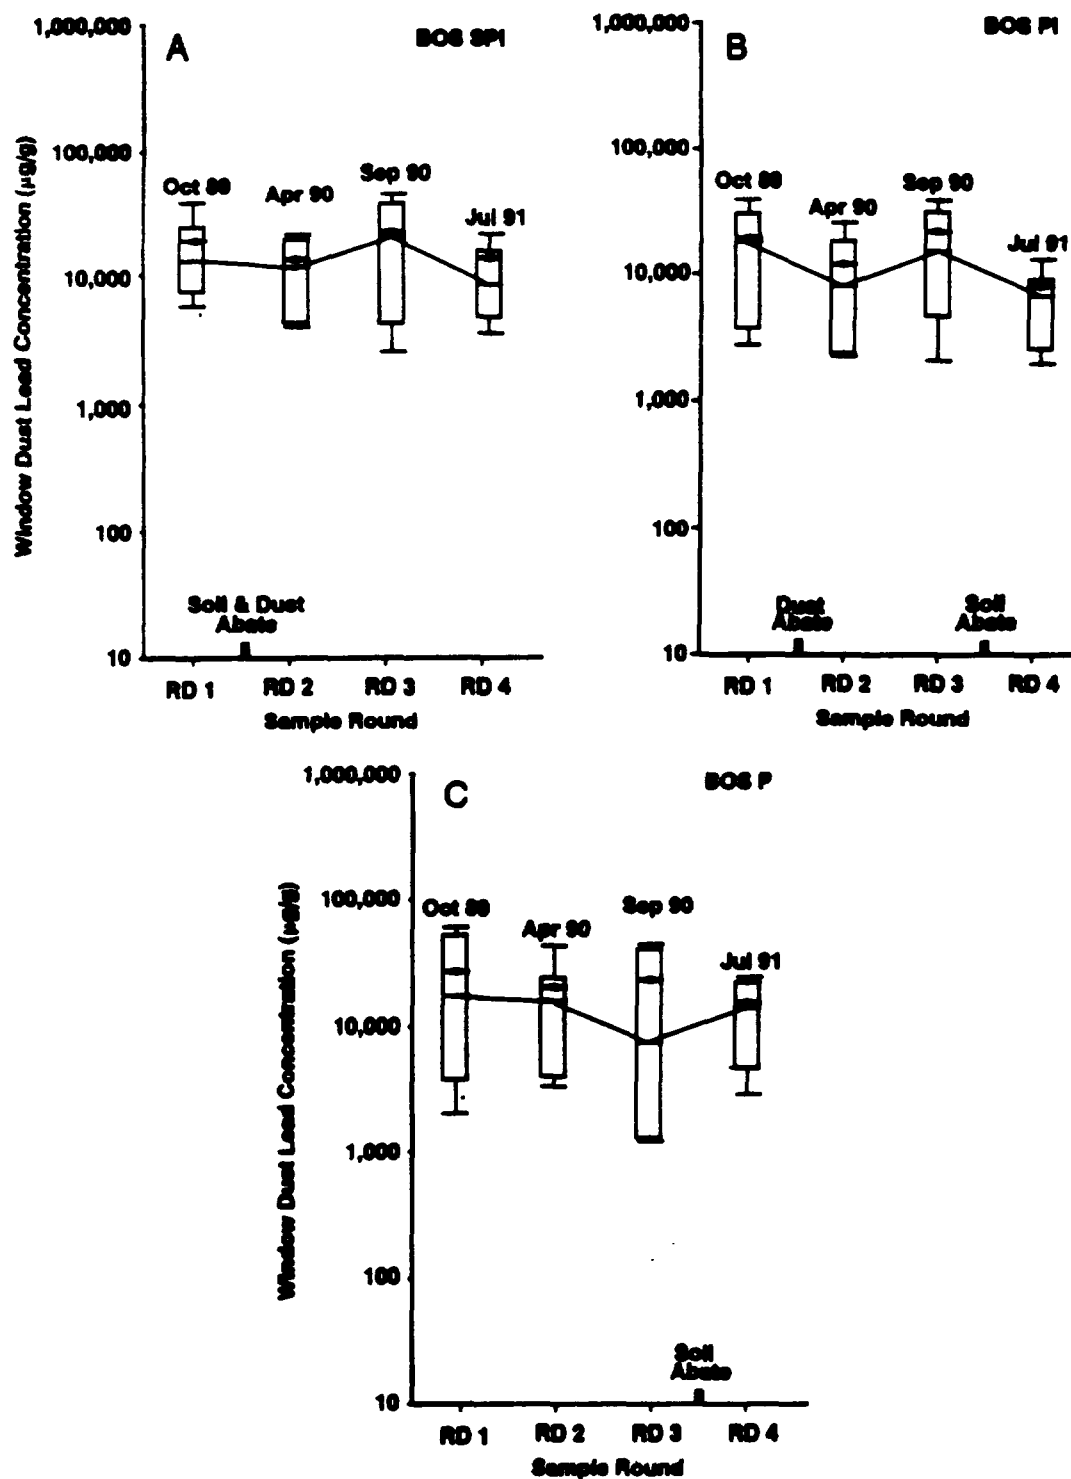 A
BOS SPI
1,000,000
100,000
10,000
1,000
100
10
Window Dust Lead Concentration (µg/g)
Oct 89
Apr 90
Sep 90
Jul 91
Soil & Dust
Abate
RD 1
RD 2
RD 3
RD 4
Sample Round
B
BOS PI
1,000,000
100,000
10,000
1,000
100
10
Oct 89
Apr 90
Sep 90
Jul 91
Dust
Abate
Soil
Abate
RD 1
RD 2
RD 3
RD 4
Sample Round
C
BOS P
1,000,000
100,000
10,000
1,000
100
10
Window Dust Lead Concentration (µg/g)
Oct 89
Apr 90
Sep 90
Jul 91
Soil
Abate
RD 1
RD 2
RD 3
RD 4
Sample Round